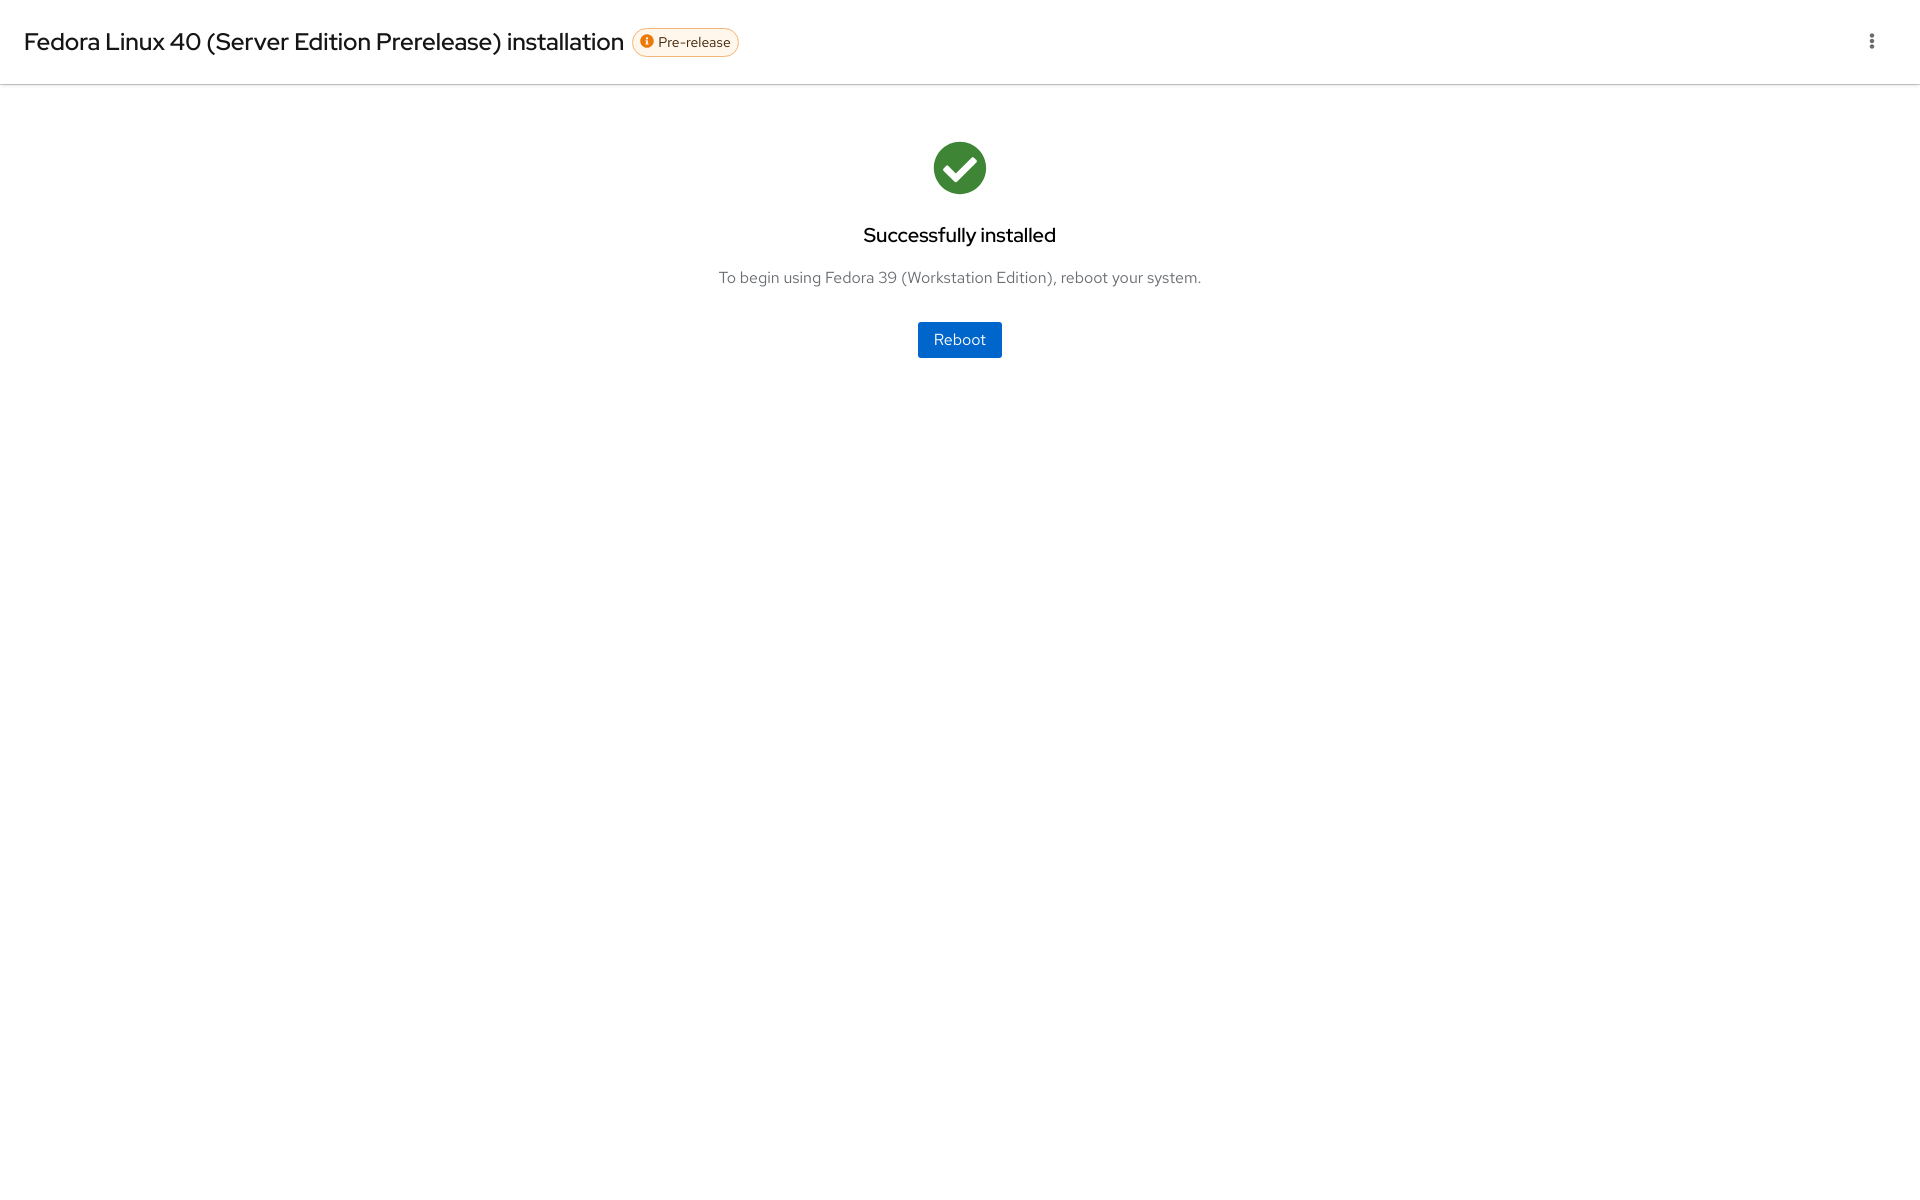 Fedora Linux 40 (Server Edition Prerelease) installation Pre-release
Successfully installed
To begin using Fedora 39 (Workstation Edition), reboot your system.
Reboot